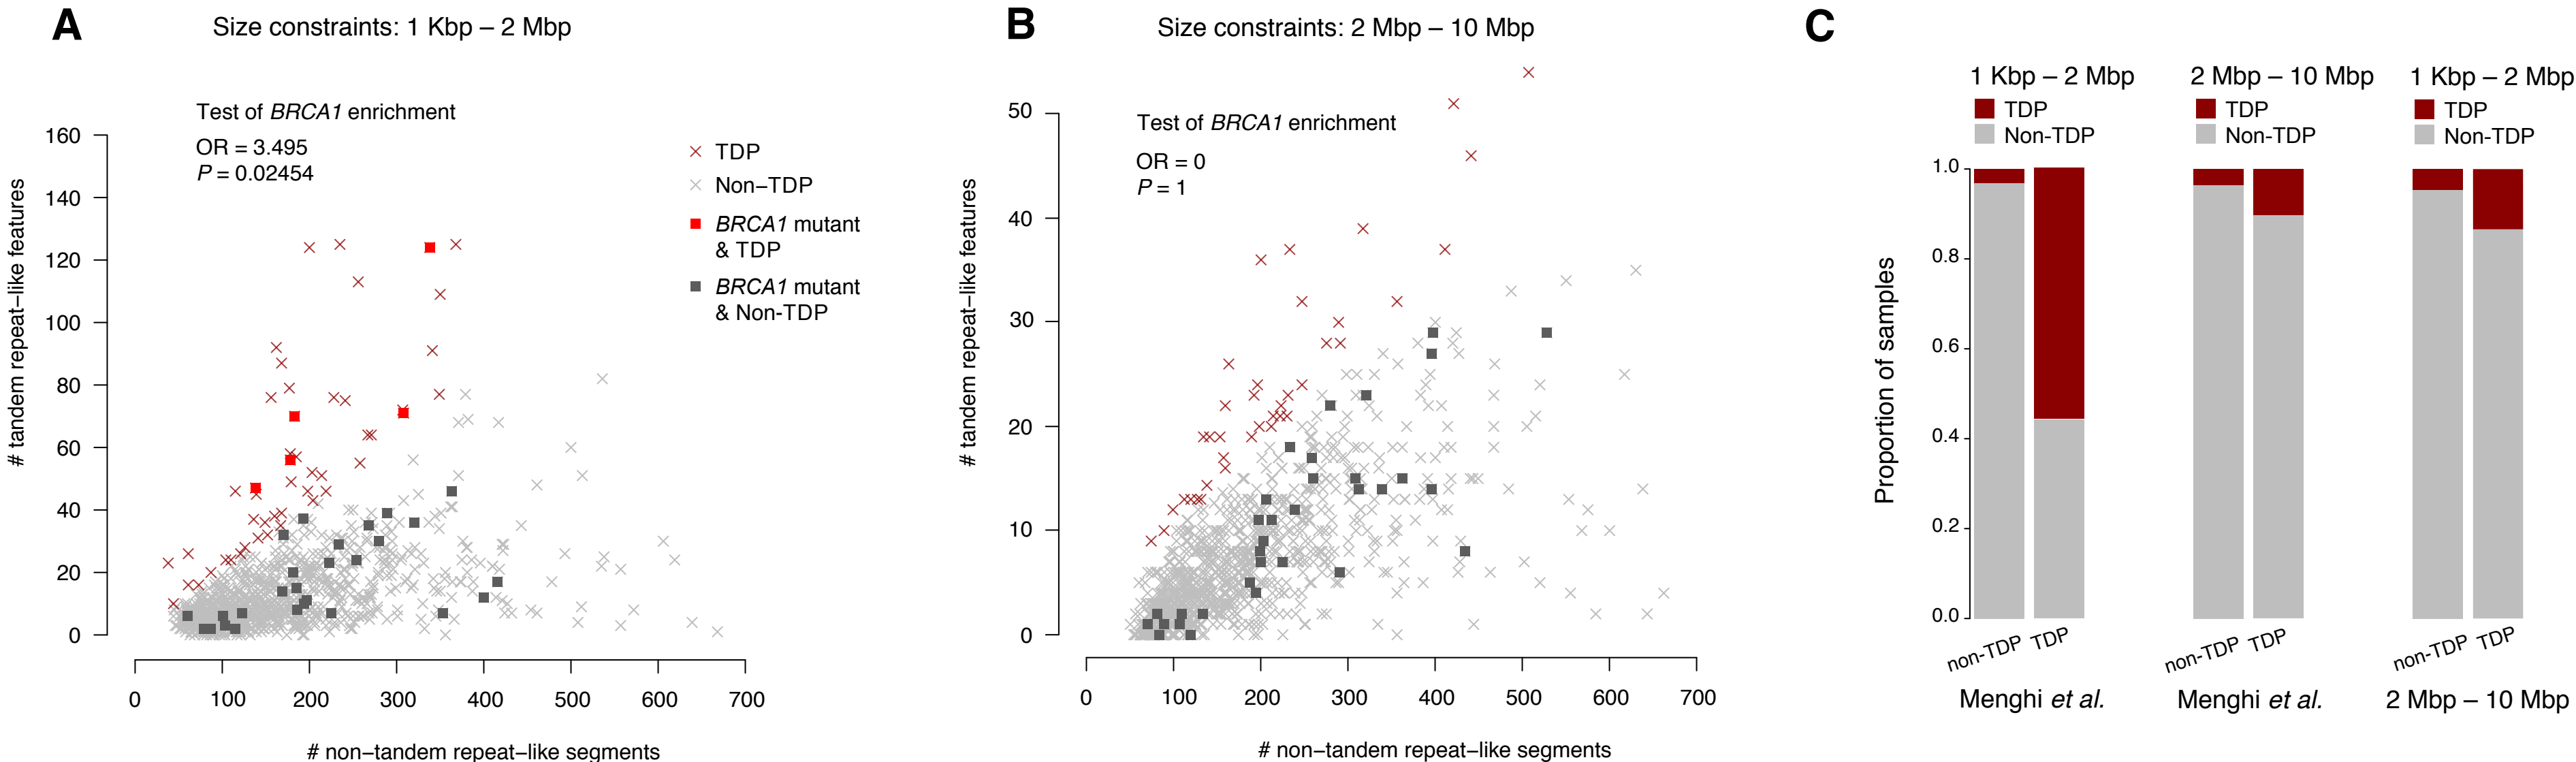 A
Size constraints: 1 Kbp – 2 Mbp
Test of BRCA1 enrichment
OR = 3.495
P = 0.02454
160
140
120
100
80
60
40
20
0
# tandem repeat–like features
0 100 200 300 400 500 600 700
# non–tandem repeat–like segments
TDP
Non–TDP
BRCA1 mutant
& TDP
BRCA1 mutant
& Non-TDP
B
Size constraints: 2 Mbp – 10 Mbp
Test of BRCA1 enrichment
OR = 0
P = 1
50
40
30
20
10
0
# tandem repeat–like features
0 100 200 300 400 500 600 700
# non–tandem repeat–like segments
C
1 Kbp – 2 Mbp
TDP
Non-TDP
2 Mbp – 10 Mbp
TDP
Non-TDP
1 Kbp – 2 Mbp
TDP
Non-TDP
1.0
0.8
0.6
0.4
0.2
0.0
Proportion of samples
non-TDP TDP
Menghi et al.
non-TDP TDP
Menghi et al.
non-TDP TDP
2 Mbp – 10 Mbp